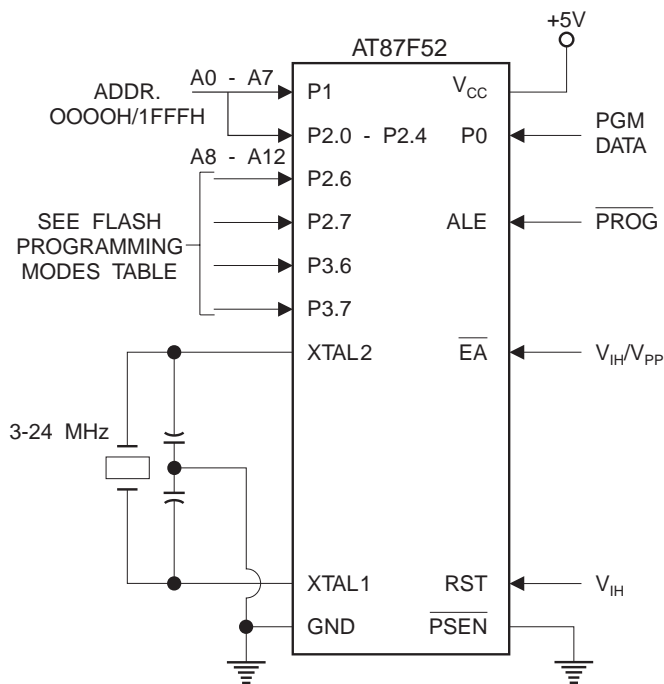 +5V
AT87F52
A0 - A7
ADDR.
OOOOH/1FFFH
P1
VCC
P2.0 - P2.4
P0
PGM
DATA
A8 - A12
P2.6
SEE FLASH
PROGRAMMING
MODES TABLE
P2.7
ALE
PROG
P3.6
P3.7
XTAL2
EA
VIH/VPP
3-24 MHz
XTAL1
RST
VIH
GND
PSEN